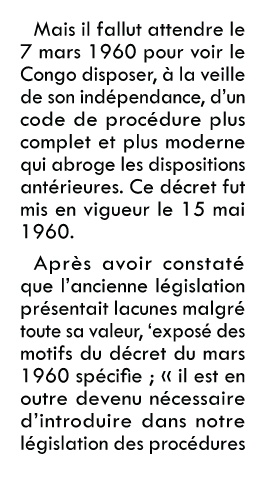 Mais il fallut attendre le
7 mars 1960 pour voir le
Congo disposer, à la veille
de son indépendance, d’un
code de procédure plus
complet et plus moderne
qui abroge les dispositions
antérieures. Ce décret fut
mis en vigueur le 15 mai
1960.
Après avoir constaté
que l’ancienne législation
présentait lacunes malgré
toute sa valeur, ‘exposé des
motifs du décret du mars
1960 spécifie ; « il est en
outre devenu nécessaire
d’introduire dans notre
législation des procédures